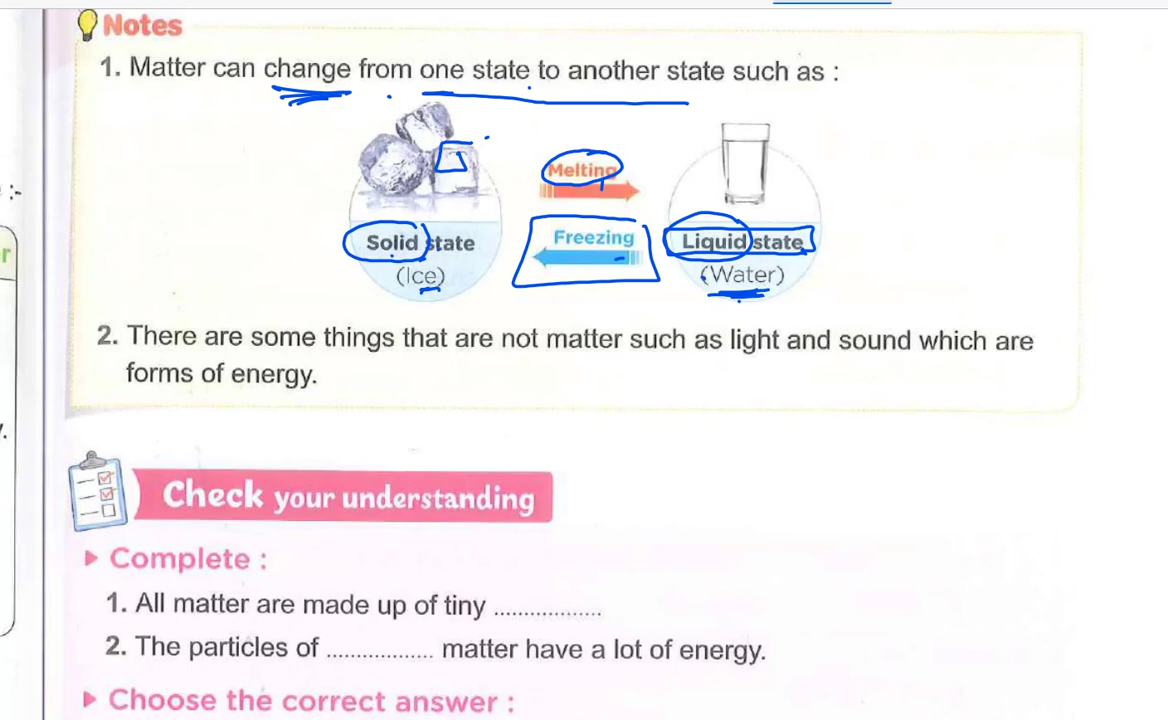 Notes
1. Matter can change from one state to another state such as :
Melting
Solid state
Freezing
Liquid state
(Ice)
(Water)
2. There are some things that are not matter such as light and sound which are
forms of energy.
Check your understanding
Complete :
1. All matter are made up of tiny .................
2. The particles of ................. matter have a lot of energy.
Choose the correct answer :